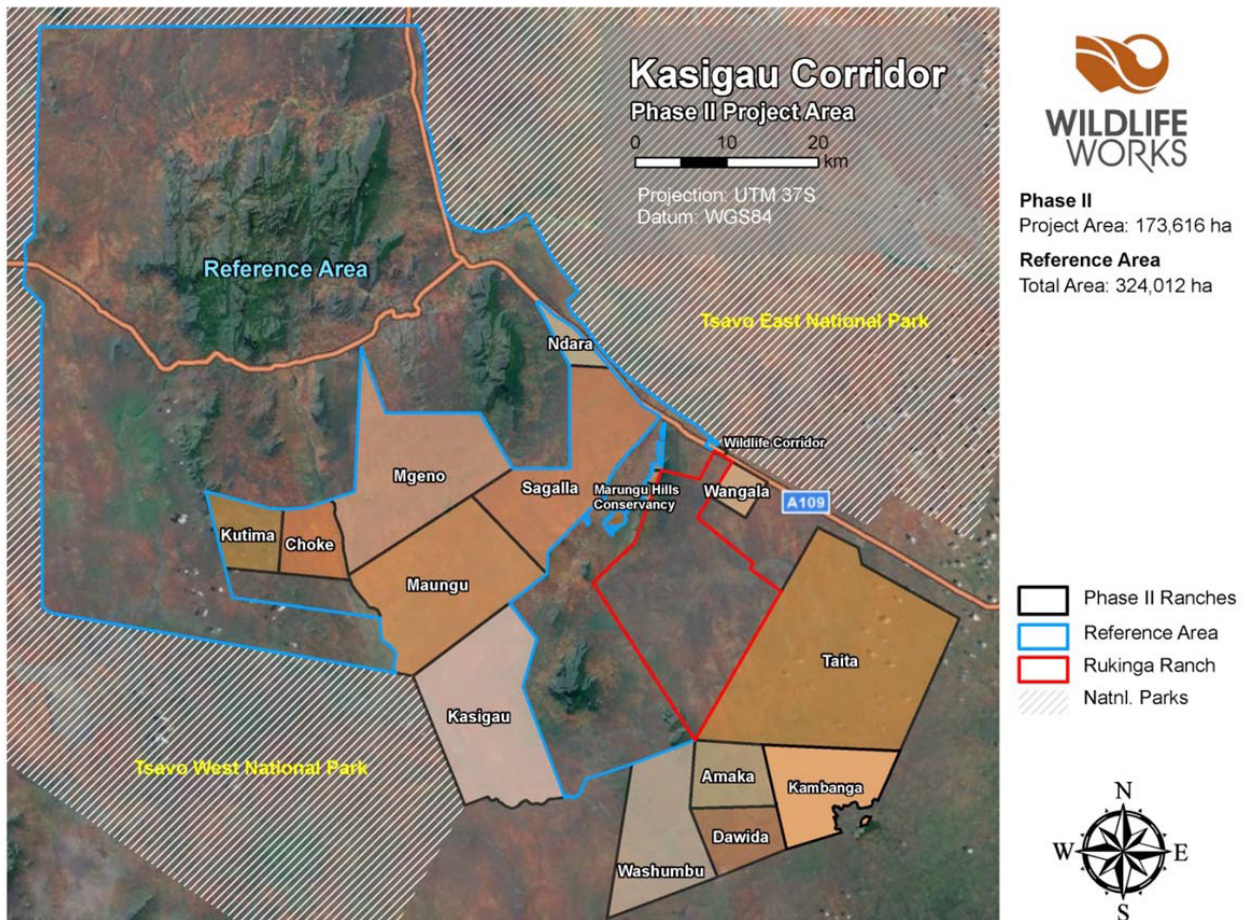 Kasigau Corridor
Phase II Project Area
0 10 20
km
Projection: UTM 37S
Datum: WGS84
Reference Area
Tsavo East National Park
Ndara
Wildlife Corridor
Mgeno
Sagalla
Marungu Hills
Conservancy
Wangala
A109
Kutima
Choke
Maungu
Taita
Kasigau
Tsavo West National Park
Amaka
Kambanga
Dawida
Washumbu
WILDLIFE
WORKS
Phase II
Project Area: 173,616 ha
Reference Area
Total Area: 324,012 ha
Phase II Ranches
Reference Area
Rukinga Ranch
Natnl. Parks
N
W E
S